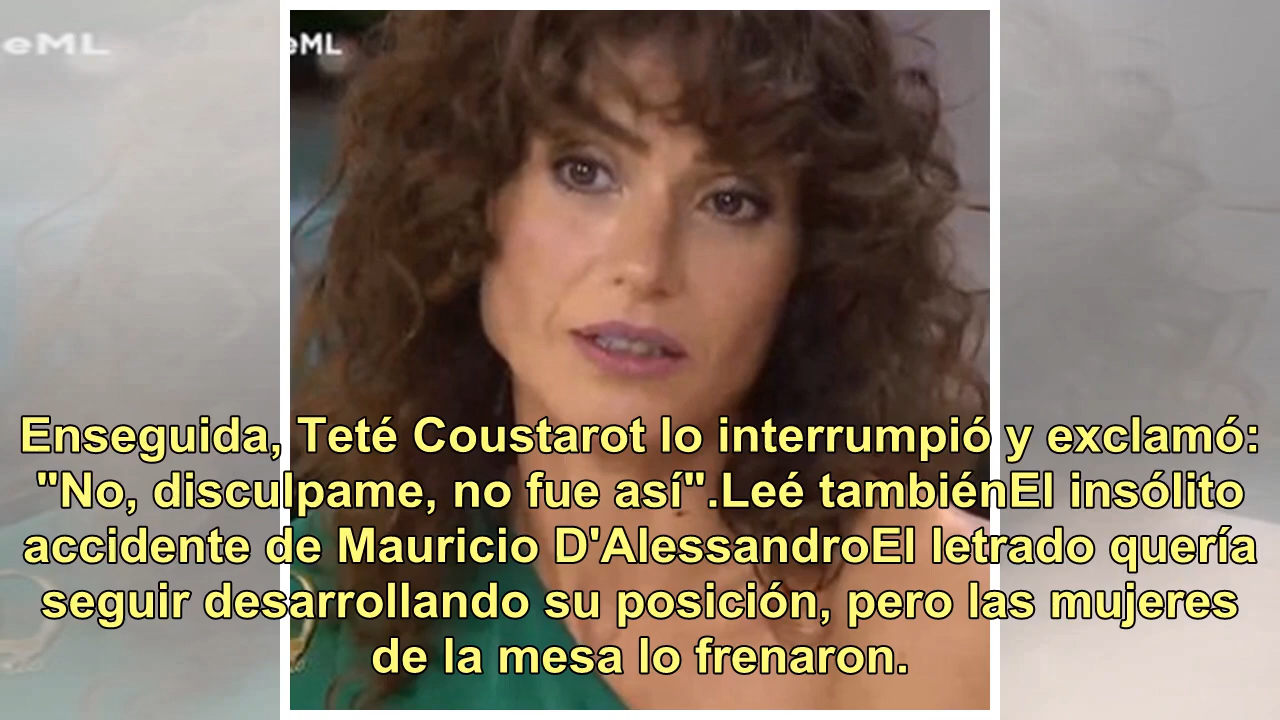 eML
eML
Enseguida, Teté Coustarot lo interrumpió y exclamó:
"No, disculpame, no fue así".Leé tambiénEl insólito
accidente de Mauricio D'AlessandroEl letrado quería
seguir desarrollando su posición, pero las mujeres
de la mesa lo frenaron.